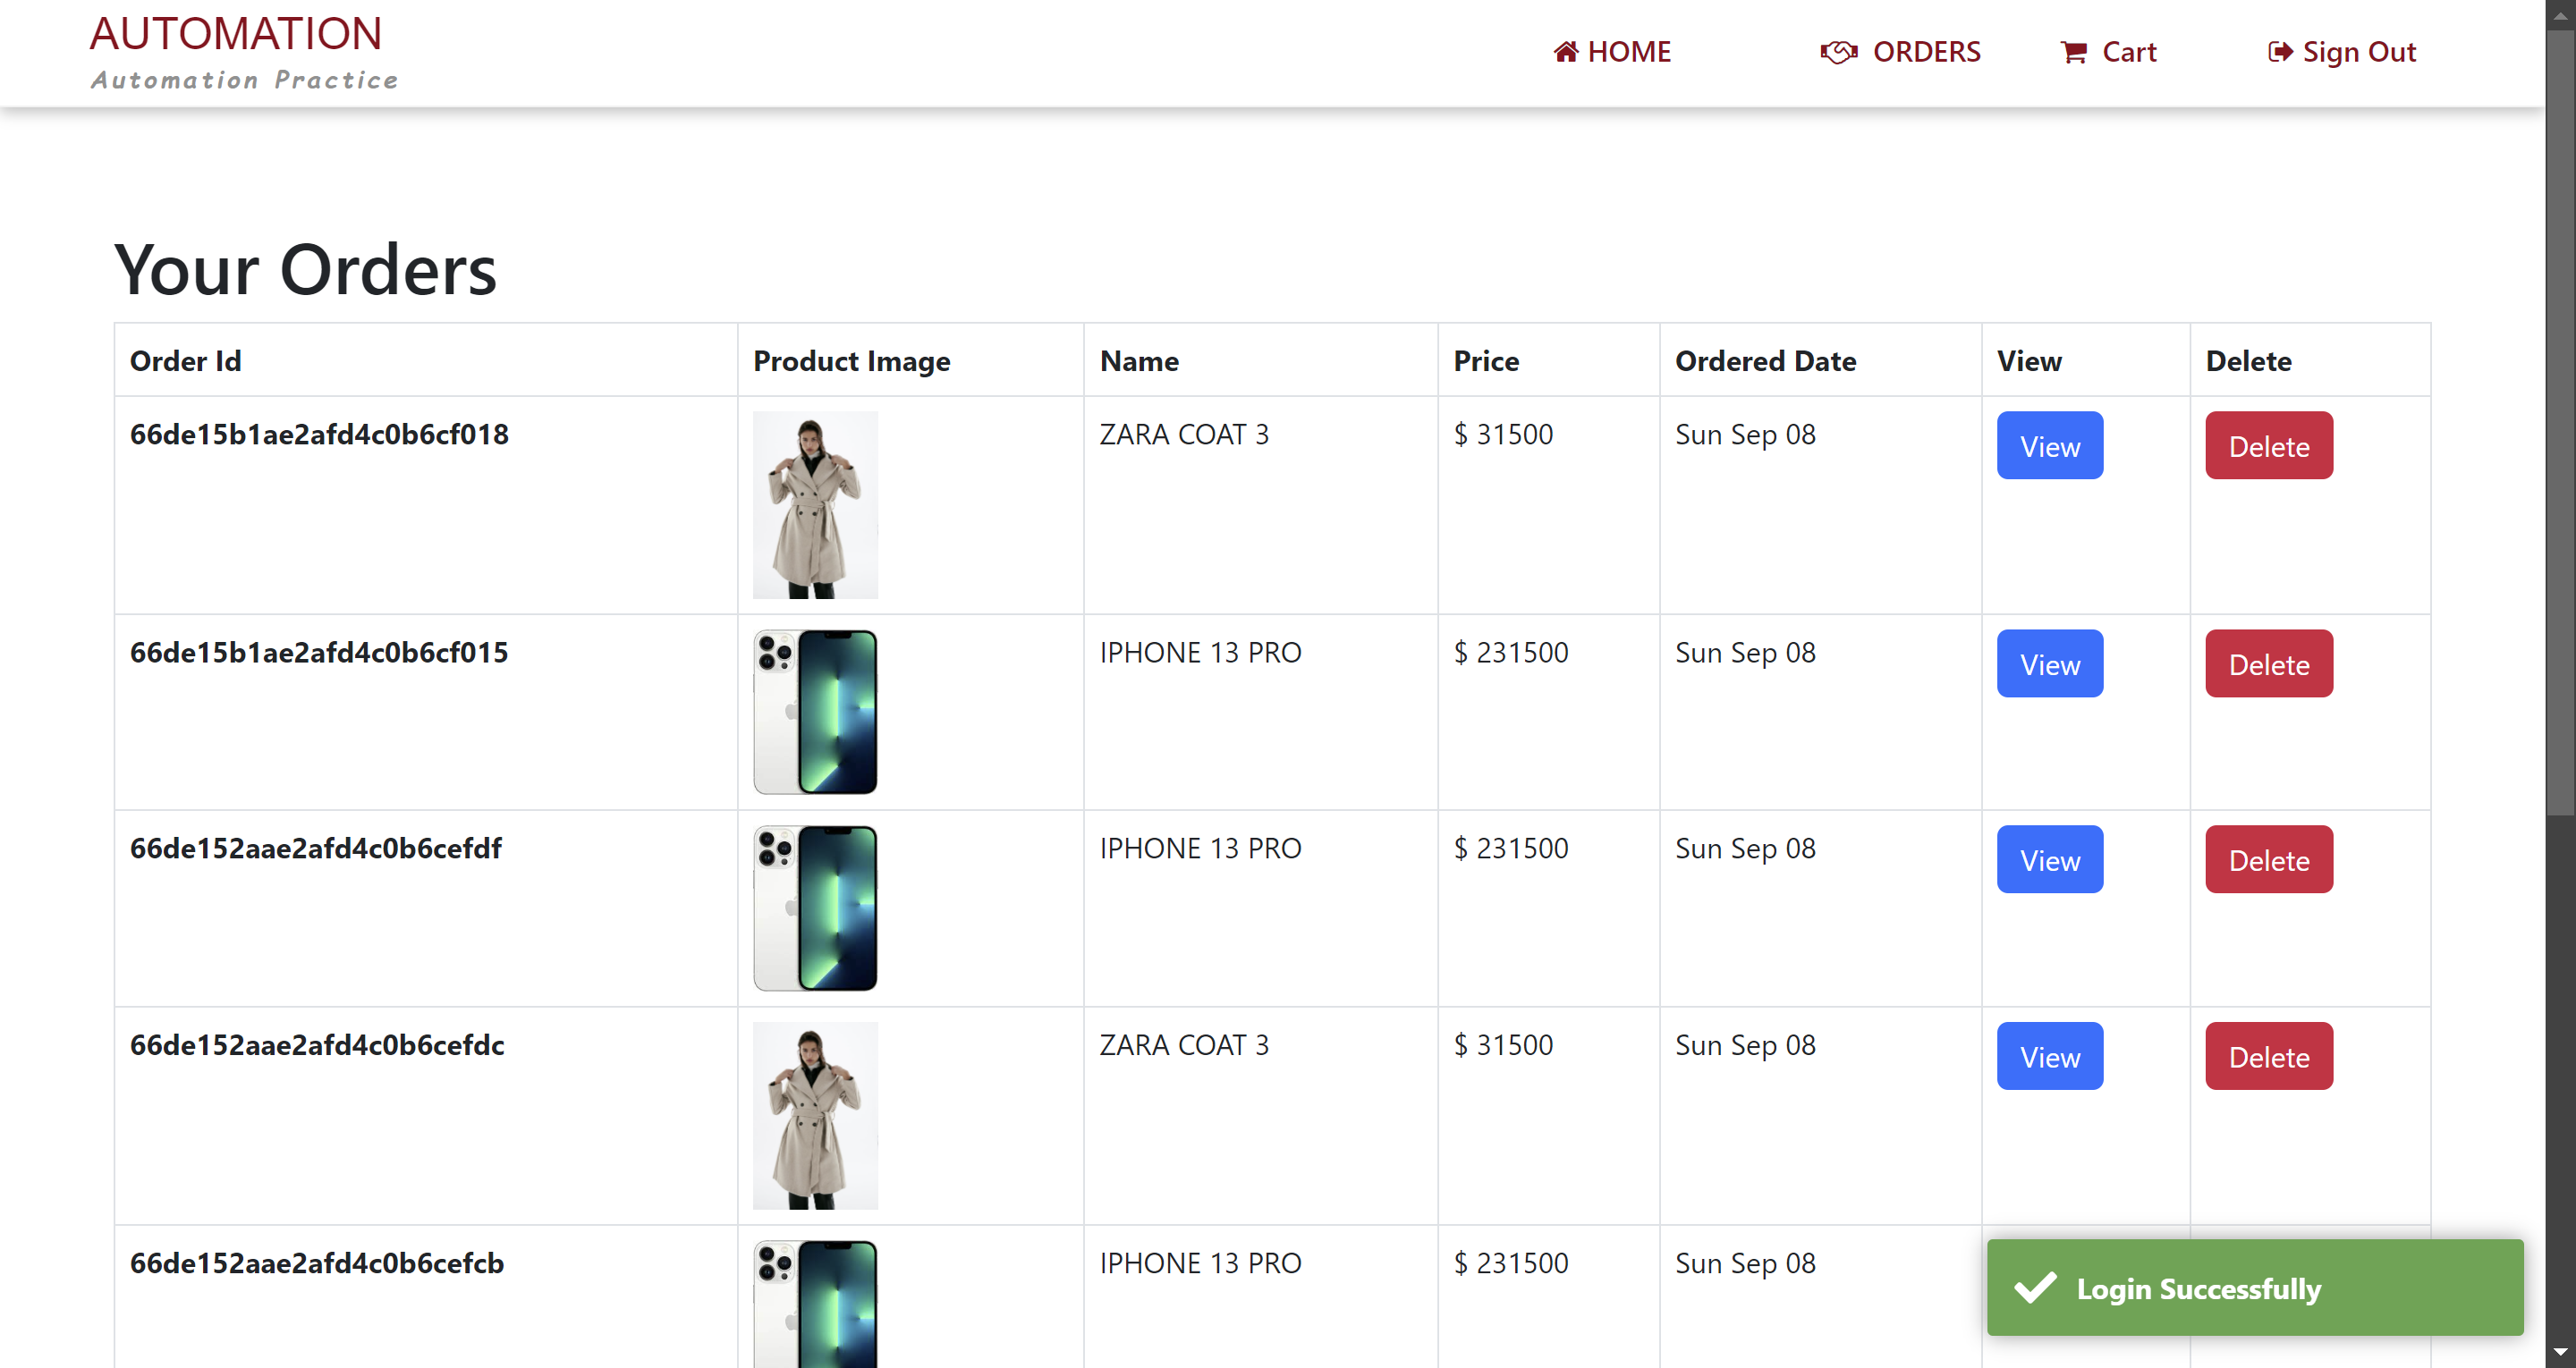 AUTOMATION
Automation Practice
HOME
ORDERS
Cart
Sign Out
Your Orders
Order Id Product Image Name Price Ordered Date View Delete
66de15b1ae2afd4c0b6cf018 ZARA COAT 3 $ 31500 Sun Sep 08 View Delete
66de15b1ae2afd4c0b6cf015 IPHONE 13 PRO $ 231500 Sun Sep 08 View Delete
66de152aae2afd4c0b6cefdf IPHONE 13 PRO $ 231500 Sun Sep 08 View Delete
66de152aae2afd4c0b6cefdc ZARA COAT 3 $ 31500 Sun Sep 08 View Delete
66de152aae2afd4c0b6cefcb IPHONE 13 PRO $ 231500 Sun Sep 08
Login Successfully